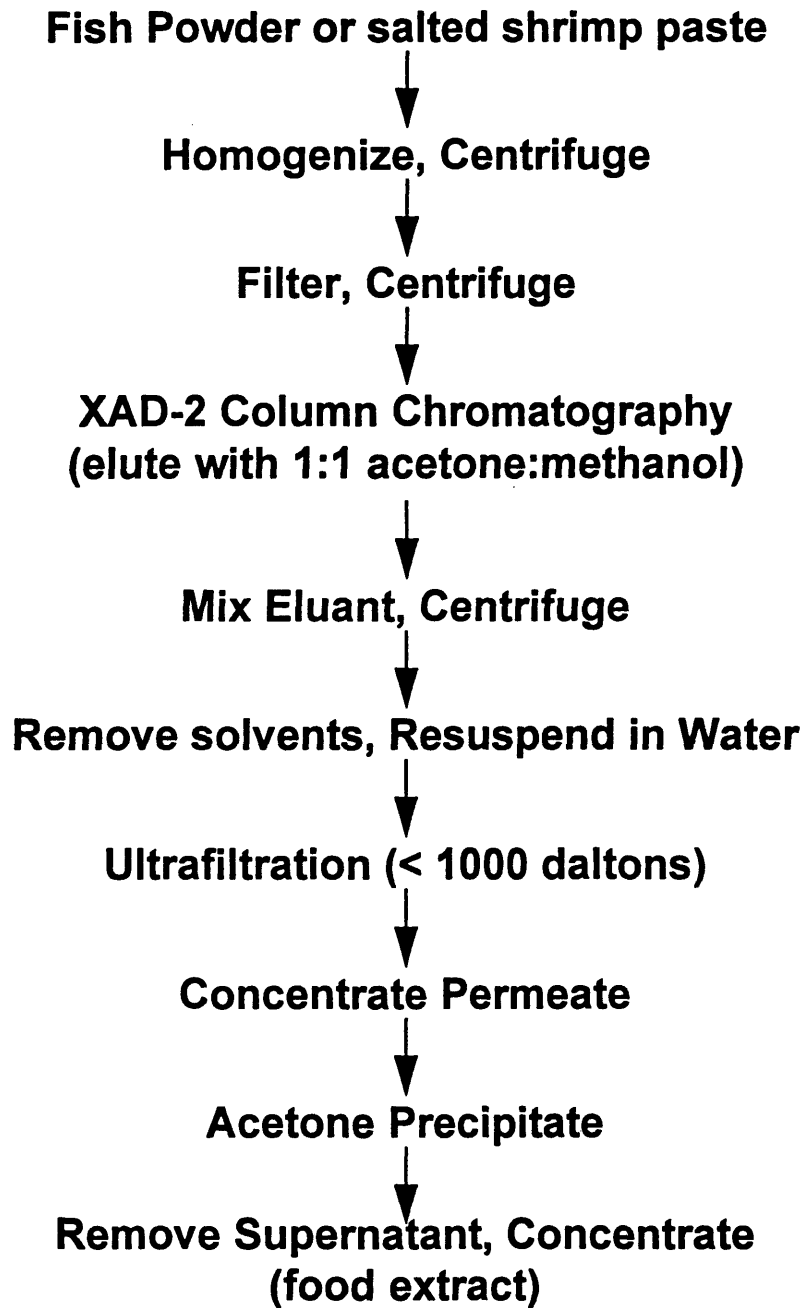 Fish Powder or salted shrimp paste
Homogenize, Centrifuge
Filter, Centrifuge
XAD-2 Column Chromatography
(elute with 1:1 acetone:methanol)
Mix Eluant, Centrifuge
Remove solvents, Resuspend in Water
Ultrafiltration (< 1000 daltons)
Concentrate Permeate
Acetone Precipitate
Remove Supernatant, Concentrate
(food extract)